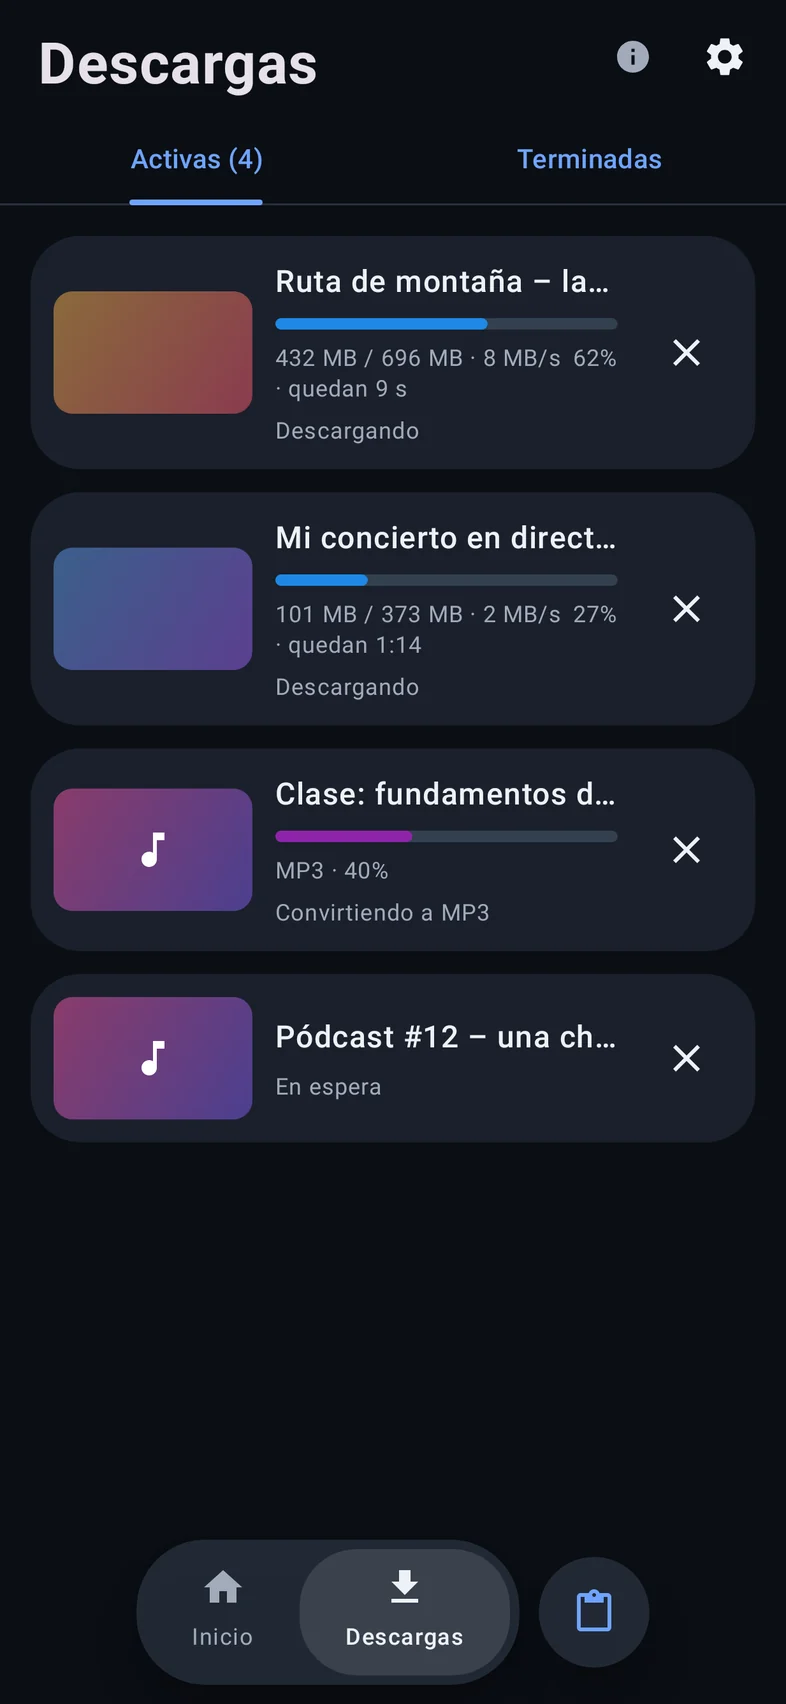 Descargas
Activas (4)
Terminadas
Ruta de montaña – la…
432 MB / 696 MB · 8 MB/s 62%
· quedan 9 s
Descargando
Mi concierto en direct…
101 MB / 373 MB · 2 MB/s 27%
· quedan 1:14
Descargando
Clase: fundamentos d…
MP3 · 40%
Convirtiendo a MP3
Pódcast #12 – una ch…
En espera
Inicio
Descargas